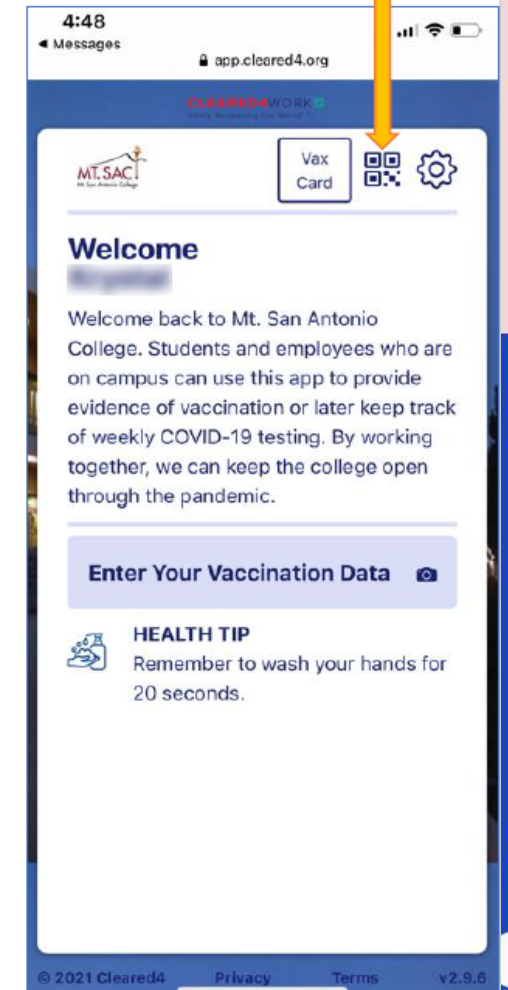 4:48
Messages
app.cleared4.org
CLEARED4WORK
MT. SAC
Mt. San Antonio College
Vax
Card
Welcome
Welcome back to Mt. San Antonio
College. Students and employees who are
on campus can use this app to provide
evidence of vaccination or later keep track
of weekly COVID-19 testing. By working
together, we can keep the college open
through the pandemic.
Enter Your Vaccination Data
HEALTH TIP
Remember to wash your hands for
20 seconds.
© 2021 Cleared4 Privacy Terms v2.9.6